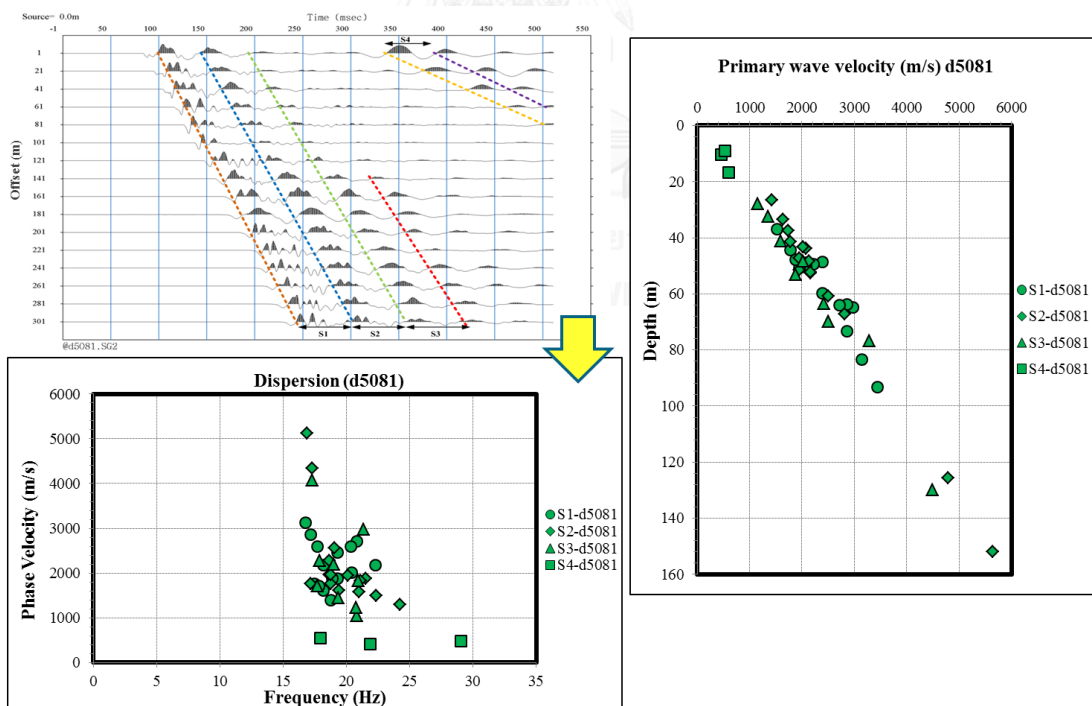 Source= 0.0m
Time (msec)
-1 50 100 150 200 250 300 350 400 450 500 550
S4
Offset (m)
1
21
41
61
81
101
121
141
161
181
201
221
241
261
281
301
S1 S2 S3
@d5081.SG2
Dispersion (d5081)
Phase Velocity (m/s)
6000
5000
4000
3000
2000
1000
0
0 5 10 15 20 25 30 35
Frequency (Hz)
S1-d5081
S2-d5081
S3-d5081
S4-d5081
Primary wave velocity (m/s) d5081
0 1000 2000 3000 4000 5000 6000
Depth (m)
0
20
40
60
80
100
120
140
160
S1-d5081
S2-d5081
S3-d5081
S4-d5081